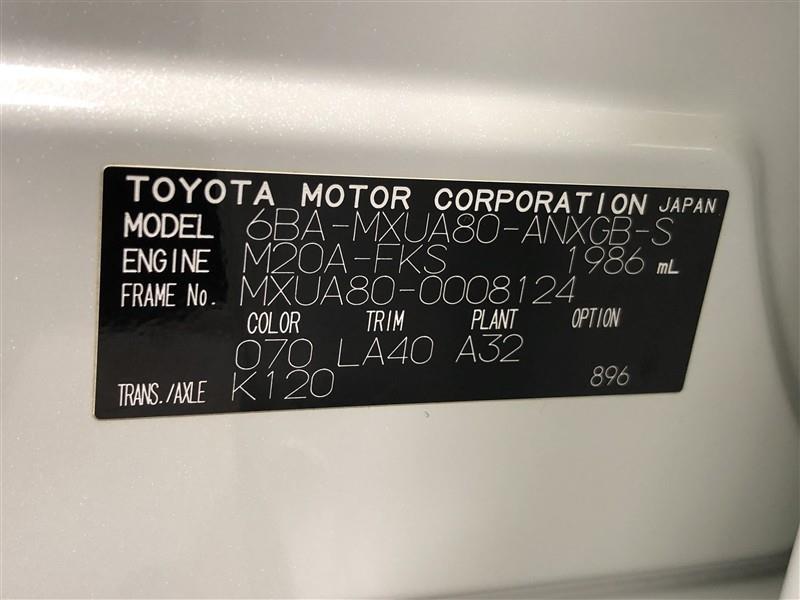 TOYOTA MOTOR CORPORATION JAPAN
MODEL 6BA-MXUA80-ANXGB-S
ENGINE M20A-FKS 1986 mL
FRAME No. MXUA80-0008124
COLOR TRIM PLANT OPTION
070 LA40 A32
TRANS./AXLE K120 896